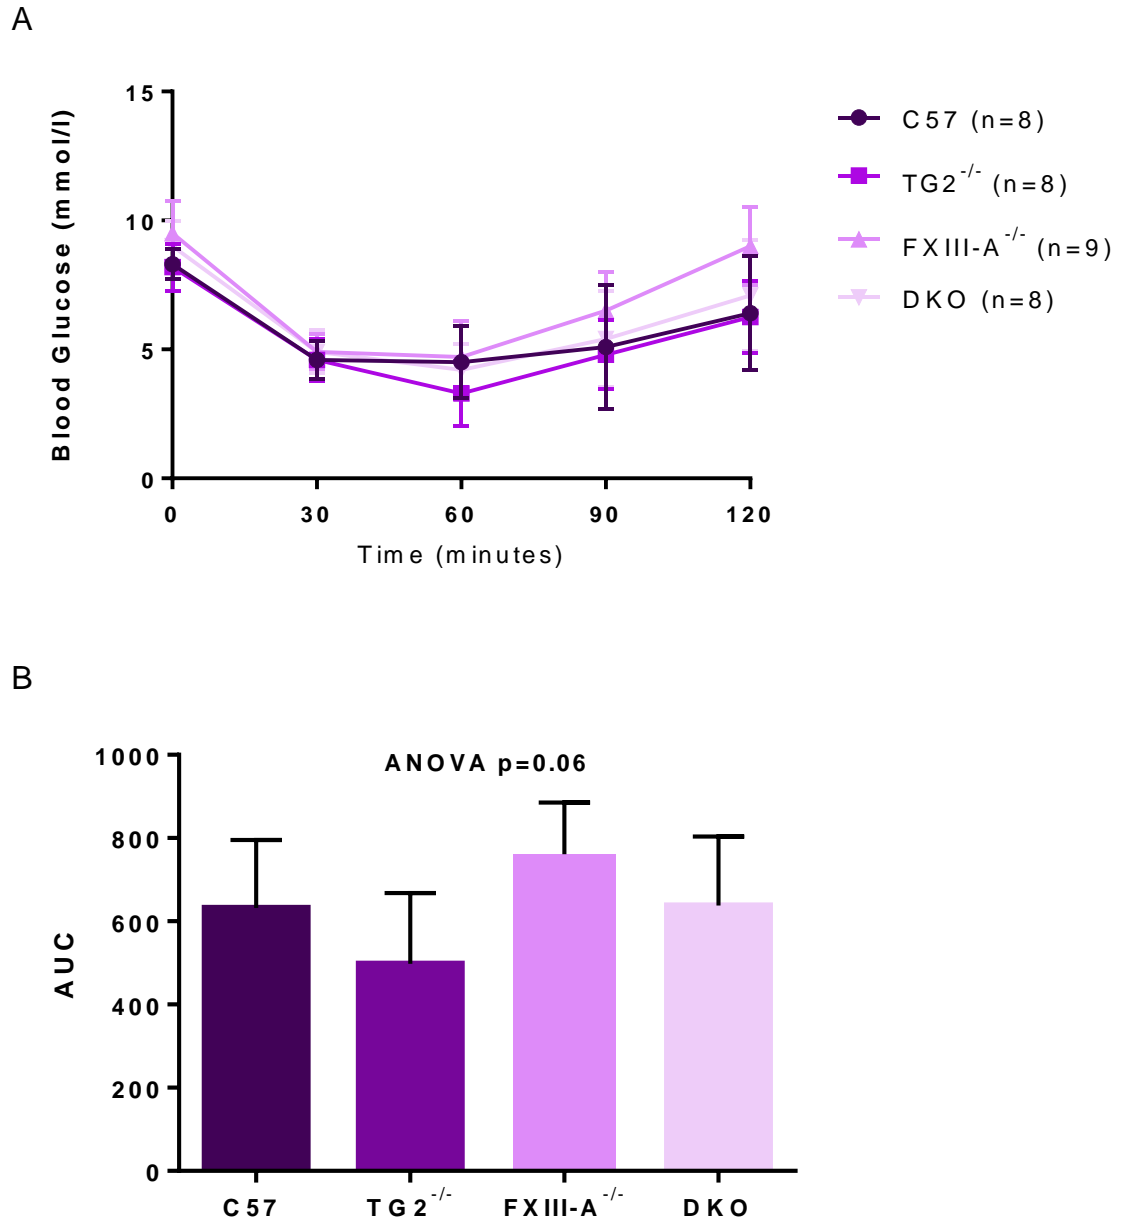 A
Blood Glucose (mmol/l)
15
10
5
0
0 30 60 90 120
Time (minutes)
C57 (n=8)
TG2-/- (n=8)
FXIII-A-/- (n=9)
DKO (n=8)
B
ANOVA p=0.06
AUC
1000
800
600
400
200
0
C57 TG2-/- FXIII-A-/- DKO